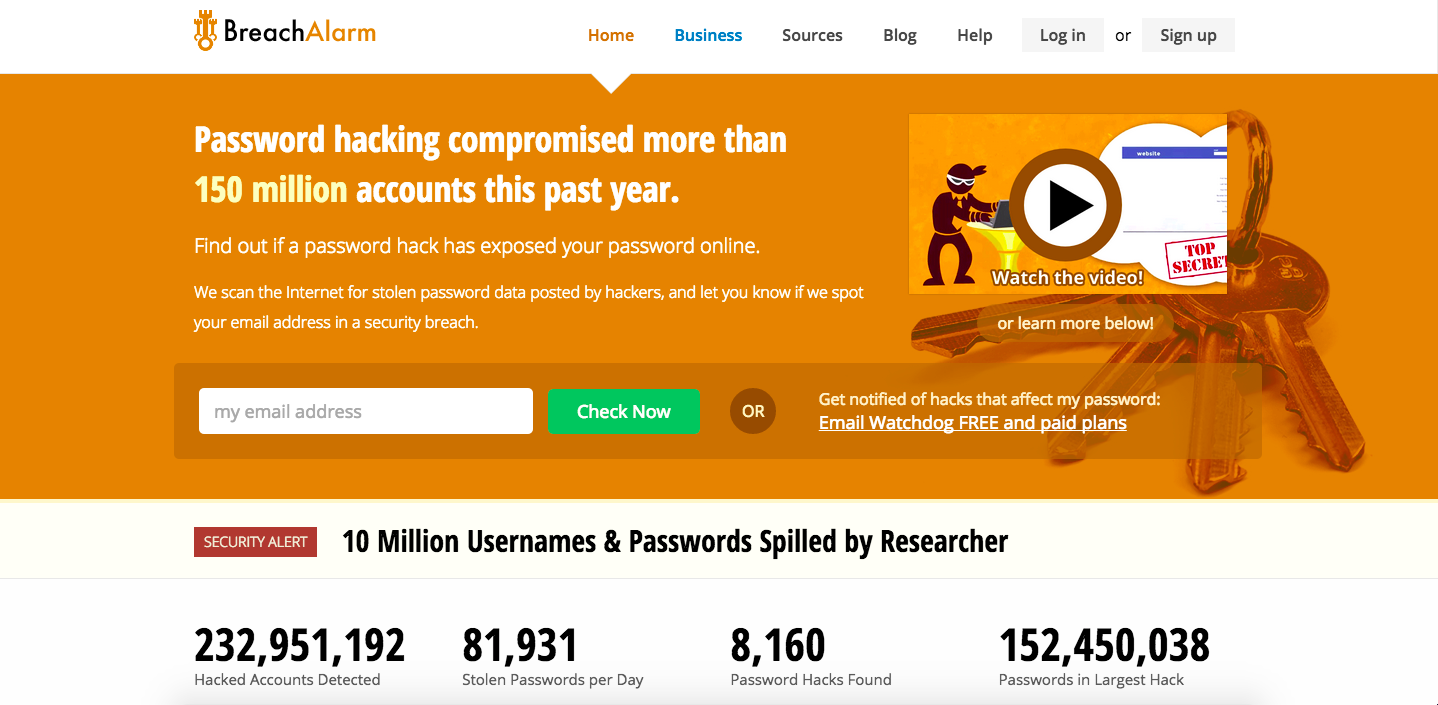 BreachAlarm
Home
Business
Sources
Blog
Help
Log in
or
Sign up
Password hacking compromised more than
150 million accounts this past year.
Find out if a password hack has exposed your password online.
We scan the Internet for stolen password data posted by hackers, and let you know if we spot
your email address in a security breach.
website
TOP
SECRET
Watch the video!
or learn more below!
my email address
Check Now
OR
Get notified of hacks that affect my password:
Email Watchdog FREE and paid plans
SECURITY ALERT
10 Million Usernames & Passwords Spilled by Researcher
232,951,192
Hacked Accounts Detected
81,931
Stolen Passwords per Day
8,160
Password Hacks Found
152,450,038
Passwords in Largest Hack